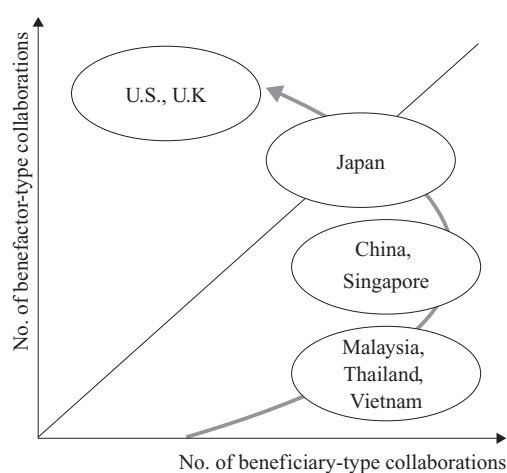 No. of benefactor-type collaborations
U.S., U.K
Japan
China,
Singapore
Malaysia,
Thailand,
Vietnam
No. of beneficiary-type collaborations